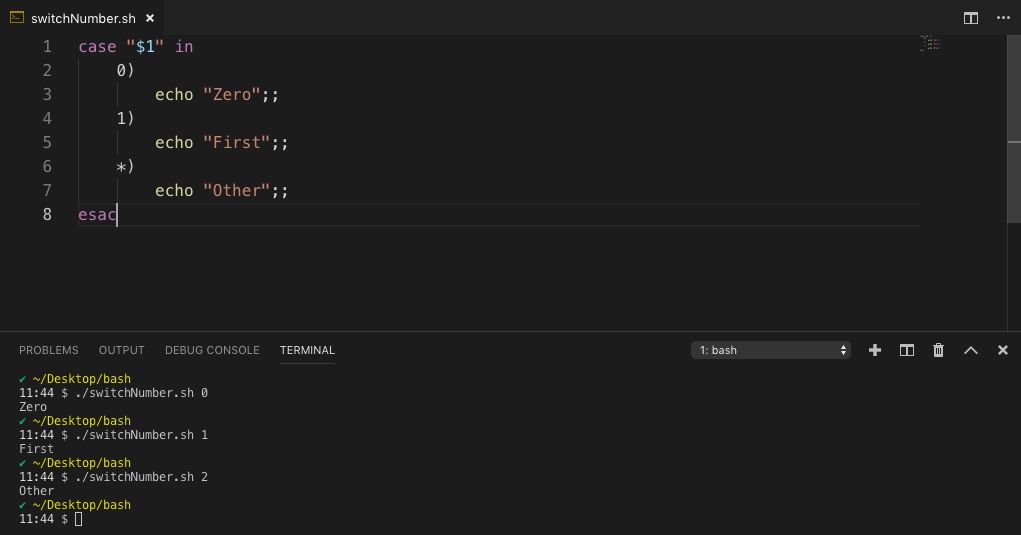 switchNumber.sh ×
1 case "$1" in
2 0)
3 echo "Zero";;
4 1)
5 echo "First";;
6 *)
7 echo "Other";;
8 esac
PROBLEMS OUTPUT DEBUG CONSOLE TERMINAL 1: bash
✔ ~/Desktop/bash
11:44 $ ./switchNumber.sh 0
Zero
✔ ~/Desktop/bash
11:44 $ ./switchNumber.sh 1
First
✔ ~/Desktop/bash
11:44 $ ./switchNumber.sh 2
Other
✔ ~/Desktop/bash
11:44 $